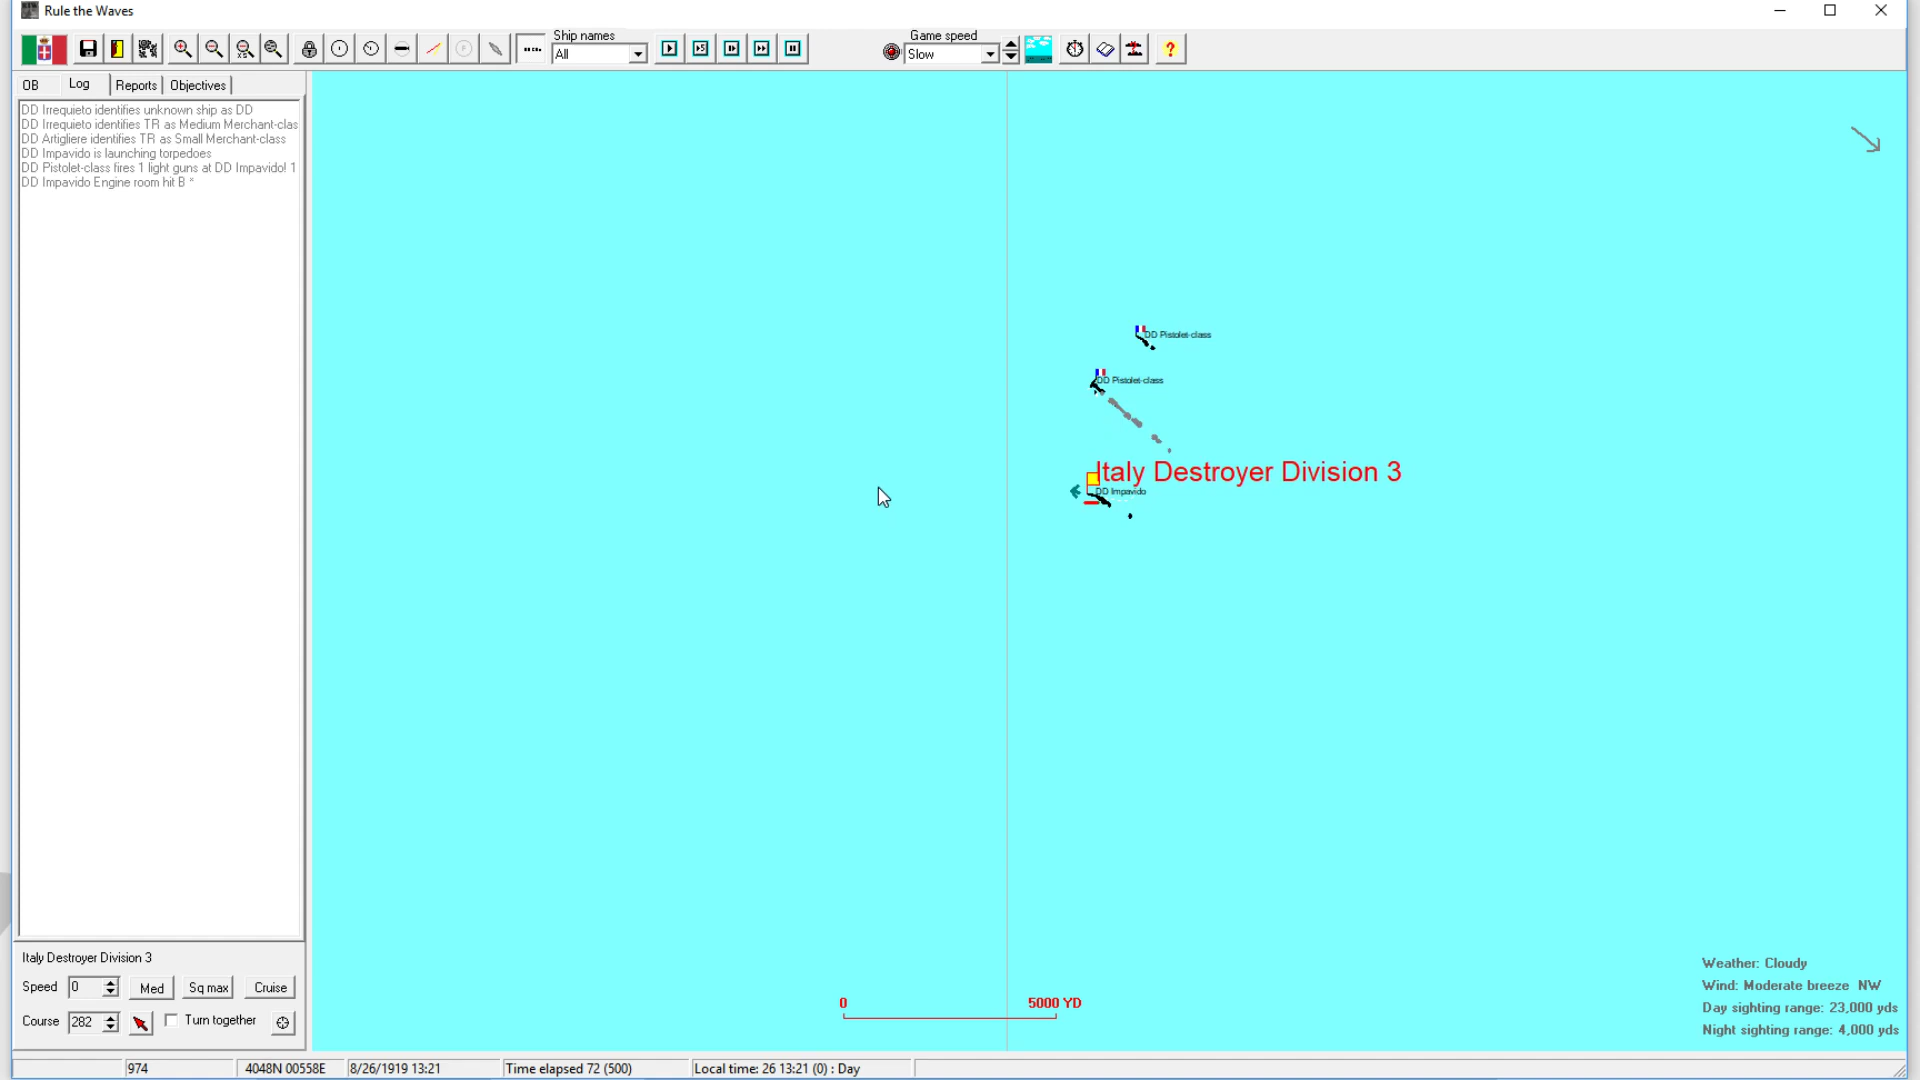 Rule the Waves
Ship names
All
Game speed
Slow
OB
Log
Reports
Objectives
DD Irrequieto identifies unknown ship as DD
DD Irrequieto identifies TR as Medium Merchant-clas
DD Artigliere identifies TR as Small Merchant-class
DD Impavido is launching torpedoes
DD Pistolet-class fires 1 light guns at DD Impavido! 1
DD Impavido Engine room hit B *
DD Pistolet-class
DD Pistolet-class
Italy Destroyer Division 3
DD Impavido
Italy Destroyer Division 3
Speed 0 Med Sq max Cruise
Course 282 Turn together
0 5000 YD
Weather: Cloudy
Wind: Moderate breeze NW
Day sighting range: 23,000 yds
Night sighting range: 4,000 yds
974 4048N 00558E 8/26/1919 13:21 Time elapsed 72 (500) Local time: 26 13:21 (0) : Day